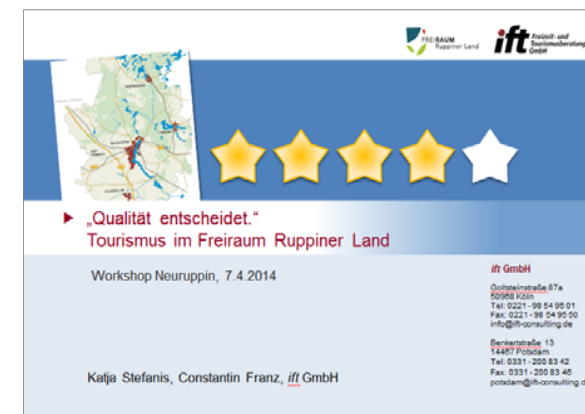 FREIRAUM
Ruppiner Land
ift Freizeit- und
Tourismusberatung
GmbH
„Qualität entscheidet.“
Tourismus im Freiraum Ruppiner Land
Workshop Neuruppin, 7.4.2014
ift GmbH
Goltsteinstraße 87a
50968 Köln
Tel: 0221 - 98 54 95 01
Fax: 0221 - 98 54 95 50
info@ift-consulting.de
Benkertstraße 13
14467 Potsdam
Tel: 0331 - 200 83 42
Fax: 0331 - 200 83 46
potsdam@ift-consulting.d
Katja Stefanis, Constantin Franz, ift GmbH